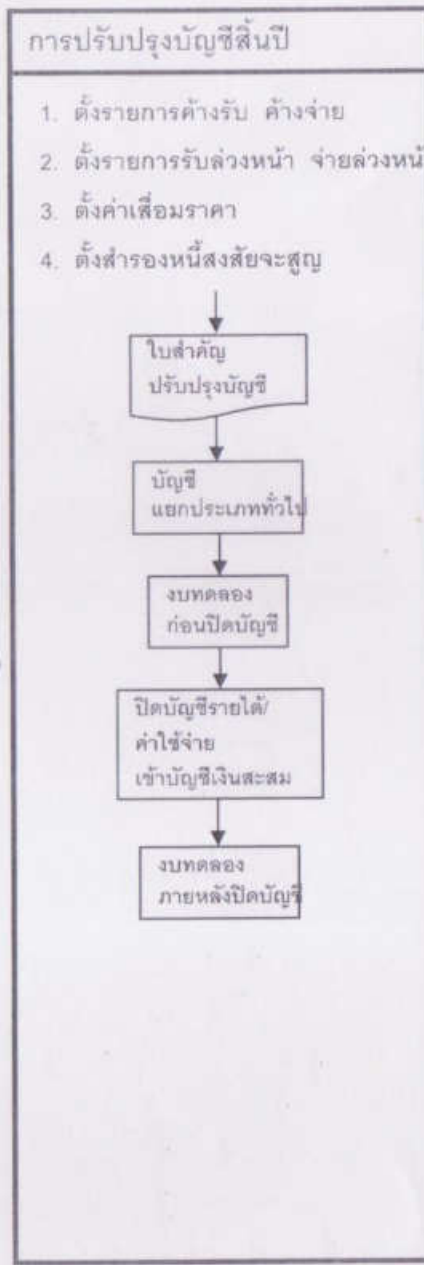 การปรับปรุงบัญชีสิ้นปี
1. ตั้งรายการค้างรับ ค้างจ่าย
2. ตั้งรายการรับล่วงหน้า จ่ายล่วงหน้
3. ตั้งค่าเสื่อมราคา
4. ตั้งสำรองหนี้สงสัยจะสูญ
ใบสำคัญ
ปรับปรุงบัญชี
บัญชี
แยกประเภททั่วไป
งบทดลอง
ก่อนปิดบัญชี
ปิดบัญชีรายได้/
ค่าใช้จ่าย
เข้าบัญชีเงินสะสม
งบทดลอง
ภายหลังปิดบัญชี